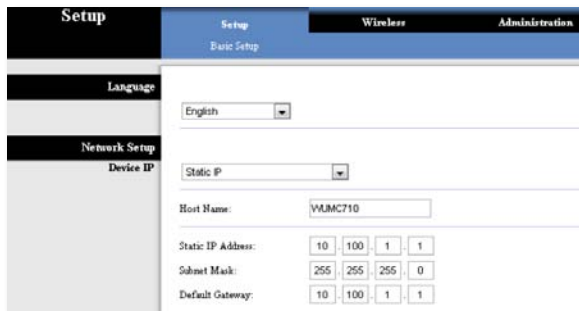 Setup
Setup Wireless Administration
Basic Setup
Language
English
Network Setup
Device IP
Static IP
Host Name: WUMC710
Static IP Address: 10 . 100 . 1 . 1
Subnet Mask: 255 . 255 . 255 . 0
Default Gateway: 10 . 100 . 1 . 1